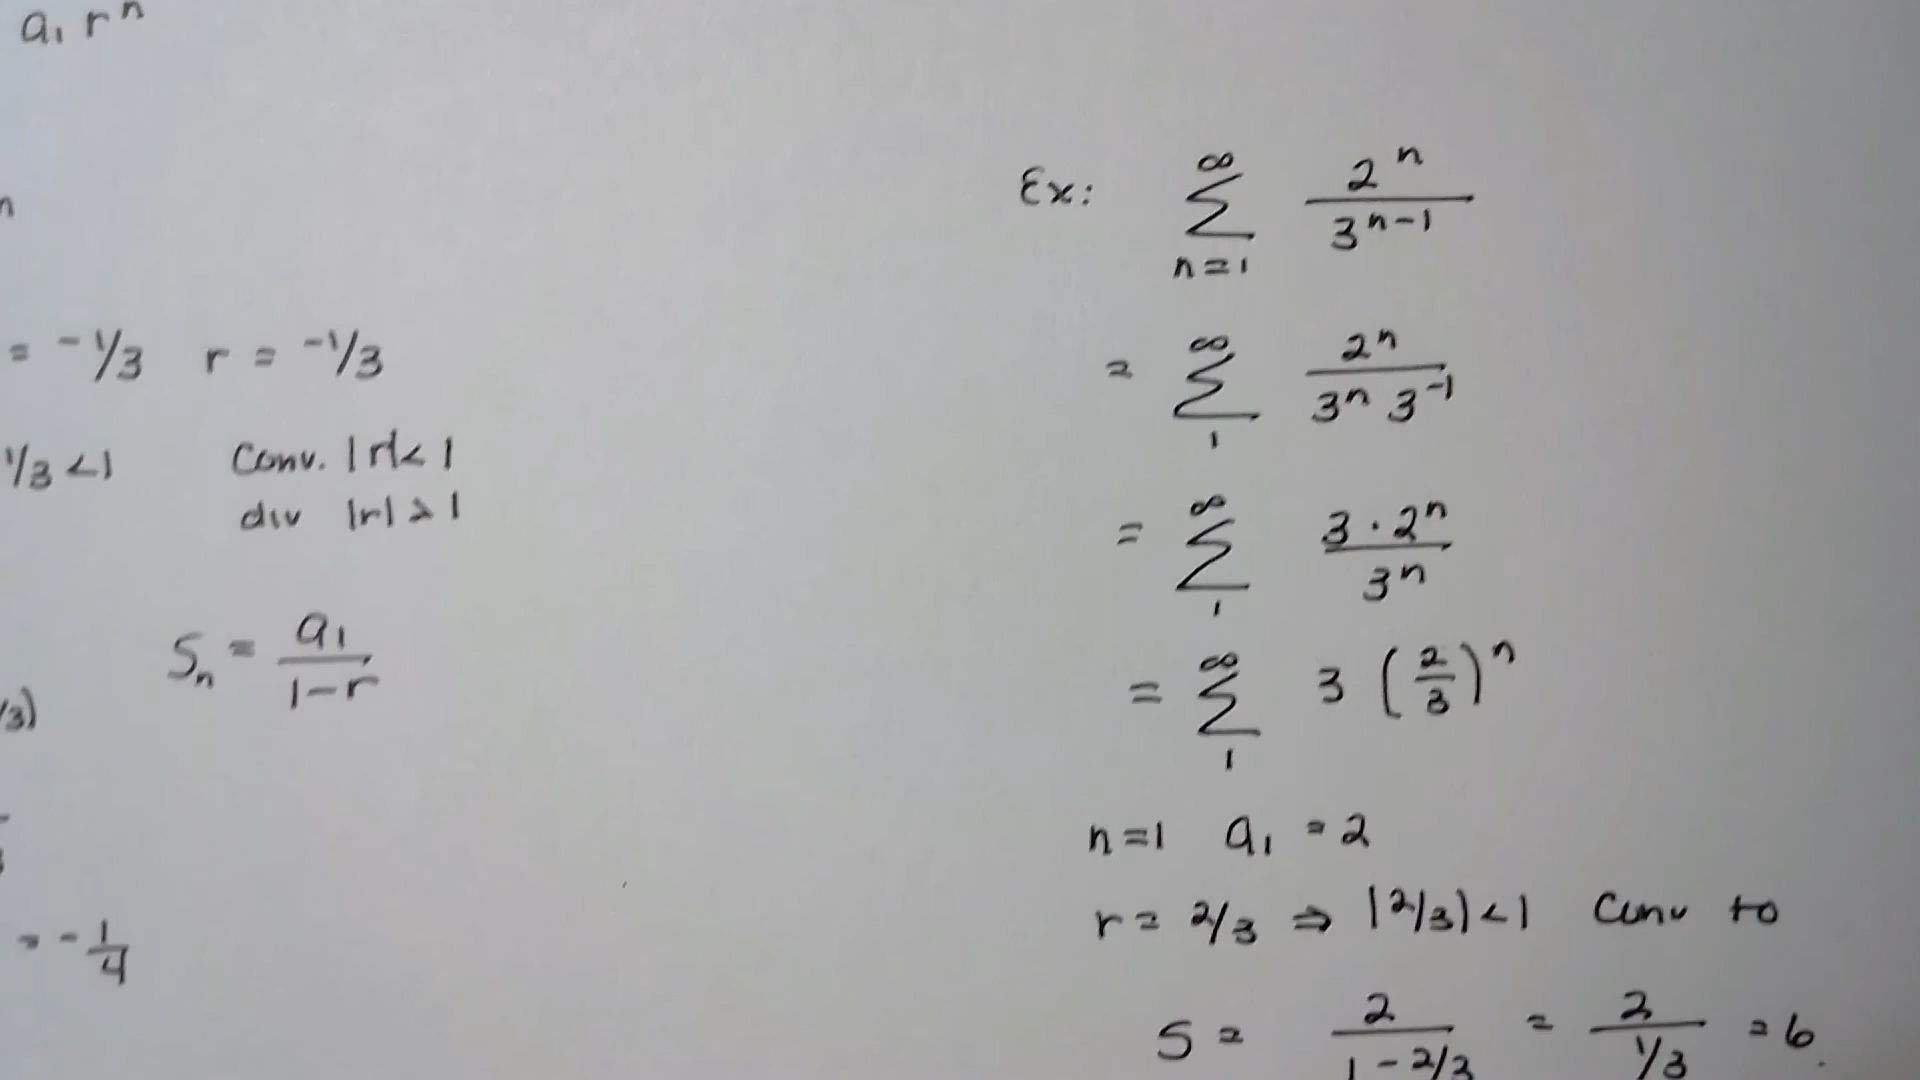 a₁ rⁿ
n
= -1/3 r = -1/3
1/3 < 1 Conv. |r| < 1
div |r| ≥ 1
Sₙ = a₁/(1-r)
/3)
= -1/4
Ex: ∞ Σ n=1 2ⁿ/3ⁿ⁻¹
= ∞ Σ 1 2ⁿ/(3ⁿ 3⁻¹)
= ∞ Σ 1 (3 · 2ⁿ)/3ⁿ
= ∞ Σ 1 3 (2/3)ⁿ
n=1 a₁ = 2
r = 2/3 ⇒ |2/3| < 1 Conv to
S = 2/(1 - 2/3) = 2/(1/3) = 6.